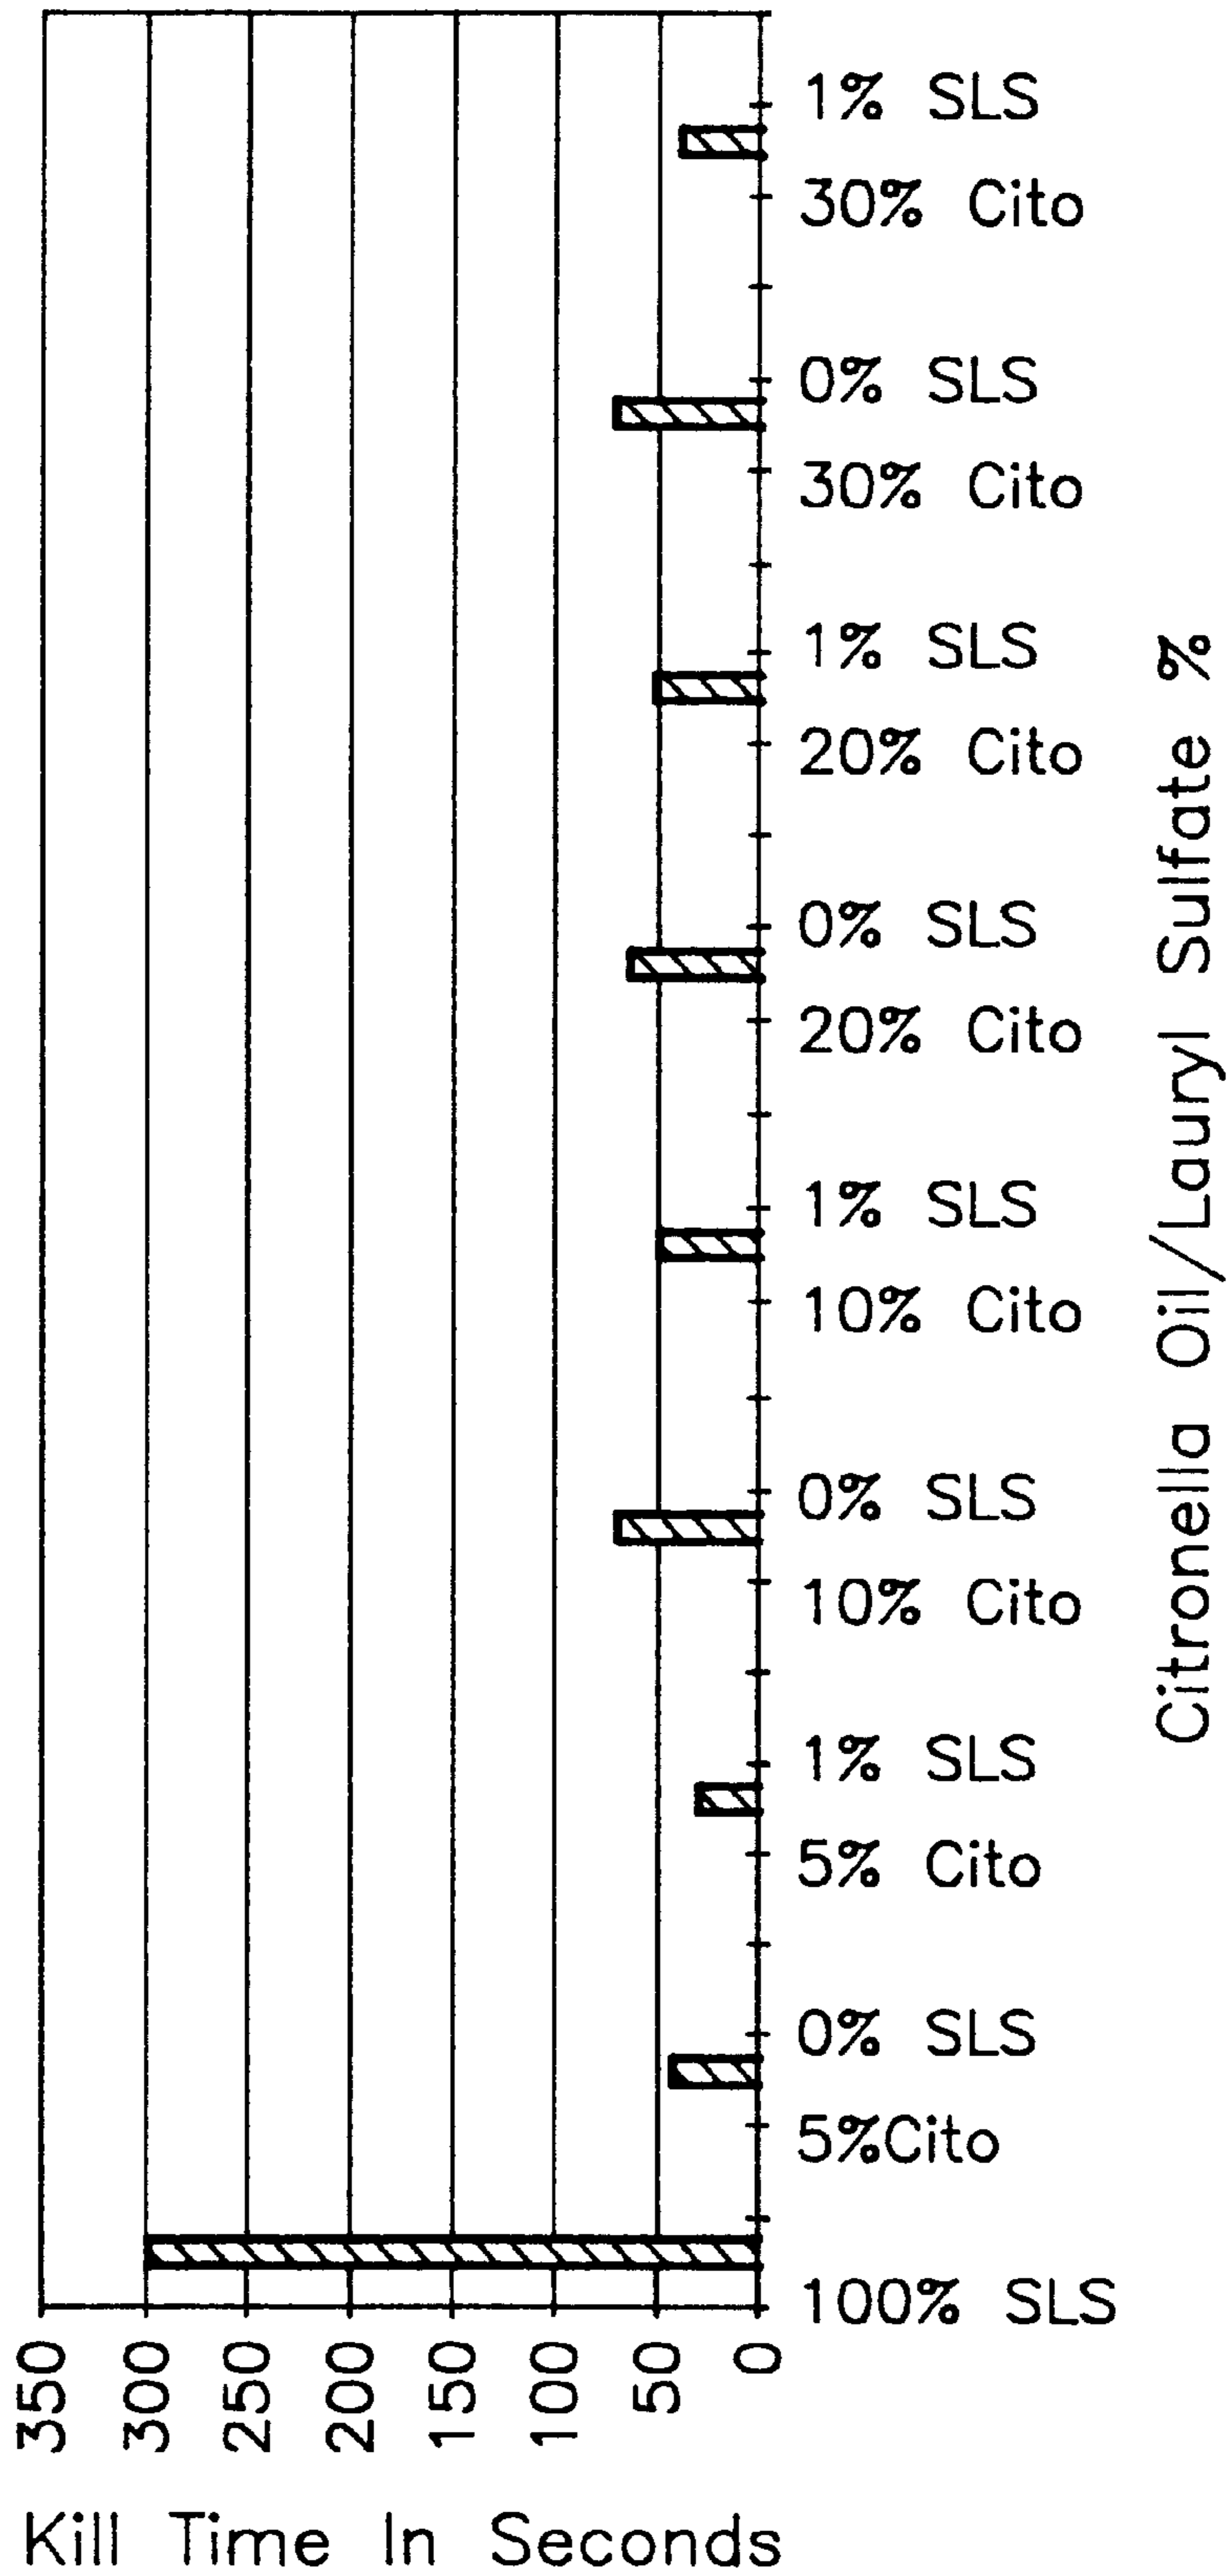 1% SLS
30% Cito
0% SLS
30% Cito
1% SLS
20% Cito
0% SLS
20% Cito
1% SLS
10% Cito
0% SLS
10% Cito
1% SLS
5% Cito
0% SLS
5%Cito
100% SLS
Citronella Oil/Lauryl Sulfate %
350
300
250
200
150
100
50
0
Kill Time In Seconds